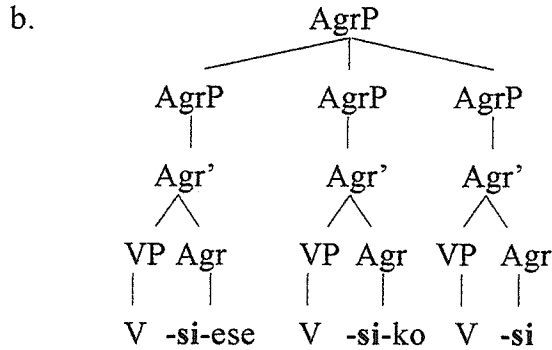 b. AgrP
AgrP AgrP AgrP
Agr’ Agr’ Agr’
VP Agr VP Agr VP Agr
V -si-ese V -si-ko V -si